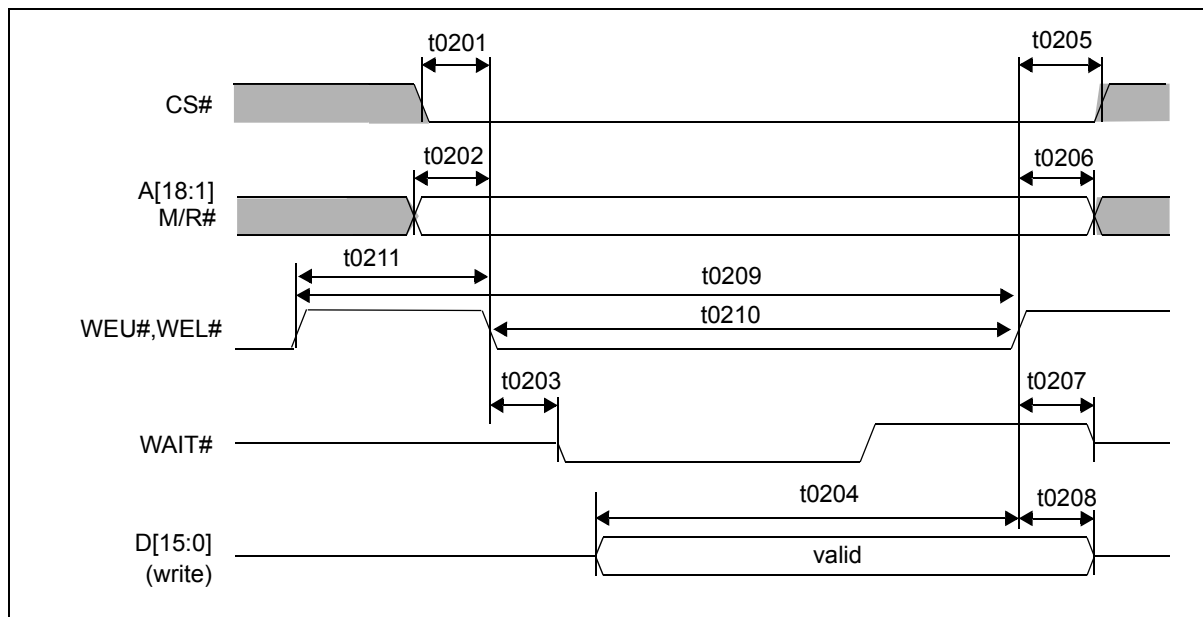 t0201
t0205
CS#
t0202
t0206
A[18:1]
M/R#
t0211
t0209
WEU#,WEL#
t0210
t0203
t0207
WAIT#
t0204
t0208
D[15:0]
(write)
valid